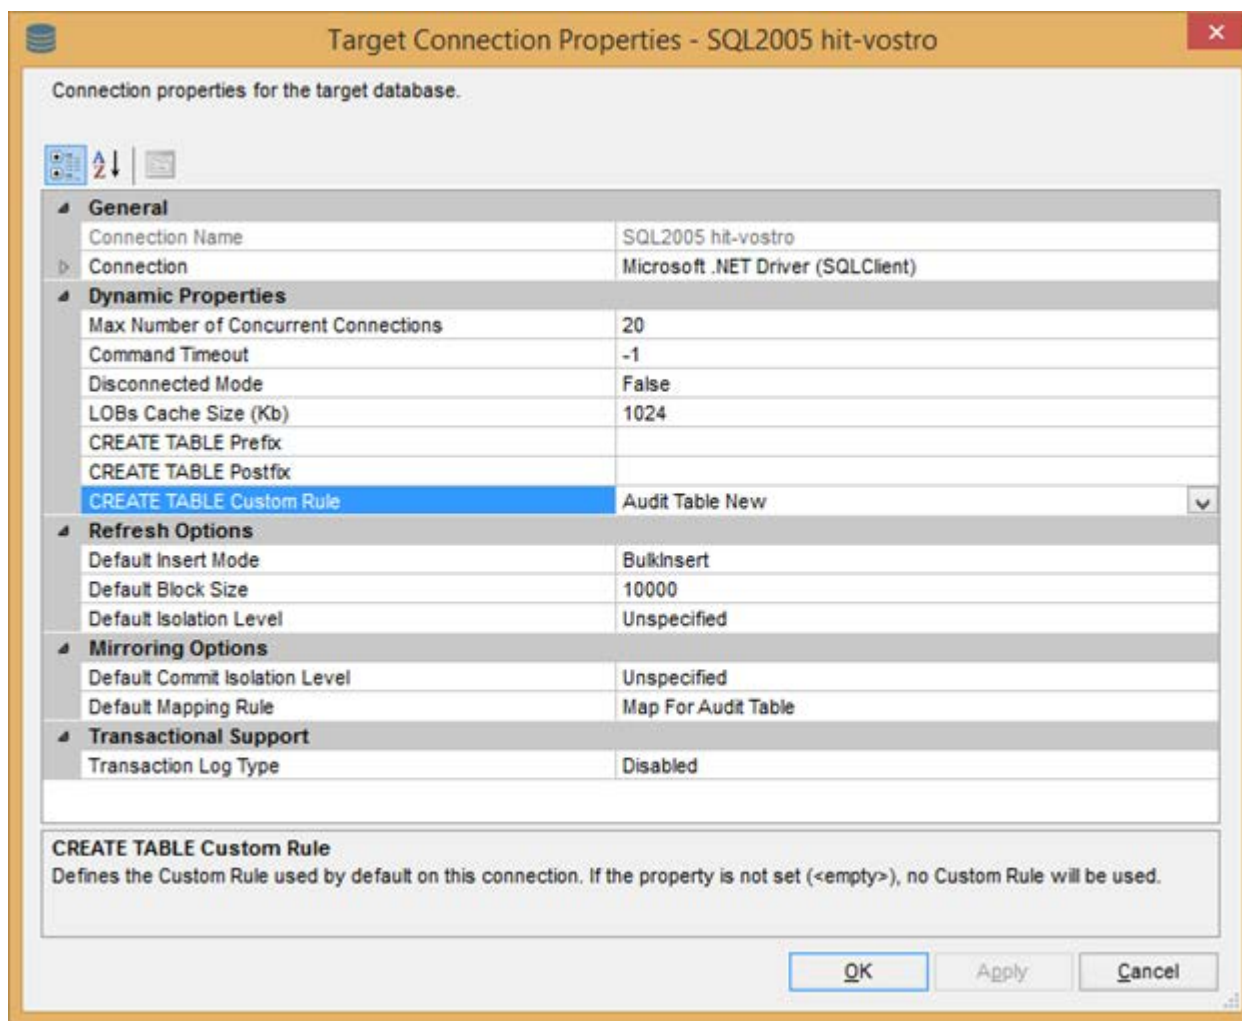 Target Connection Properties - SQL2005 hit-vostro
Connection properties for the target database.
General
Connection Name SQL2005 hit-vostro
Connection Microsoft .NET Driver (SQLClient)
Dynamic Properties
Max Number of Concurrent Connections 20
Command Timeout -1
Disconnected Mode False
LOBs Cache Size (Kb) 1024
CREATE TABLE Prefix
CREATE TABLE Postfix
CREATE TABLE Custom Rule Audit Table New
Refresh Options
Default Insert Mode BulkInsert
Default Block Size 10000
Default Isolation Level Unspecified
Mirroring Options
Default Commit Isolation Level Unspecified
Default Mapping Rule Map For Audit Table
Transactional Support
Transaction Log Type Disabled
CREATE TABLE Custom Rule
Defines the Custom Rule used by default on this connection. If the property is not set (<empty>), no Custom Rule will be used.
OK Apply Cancel